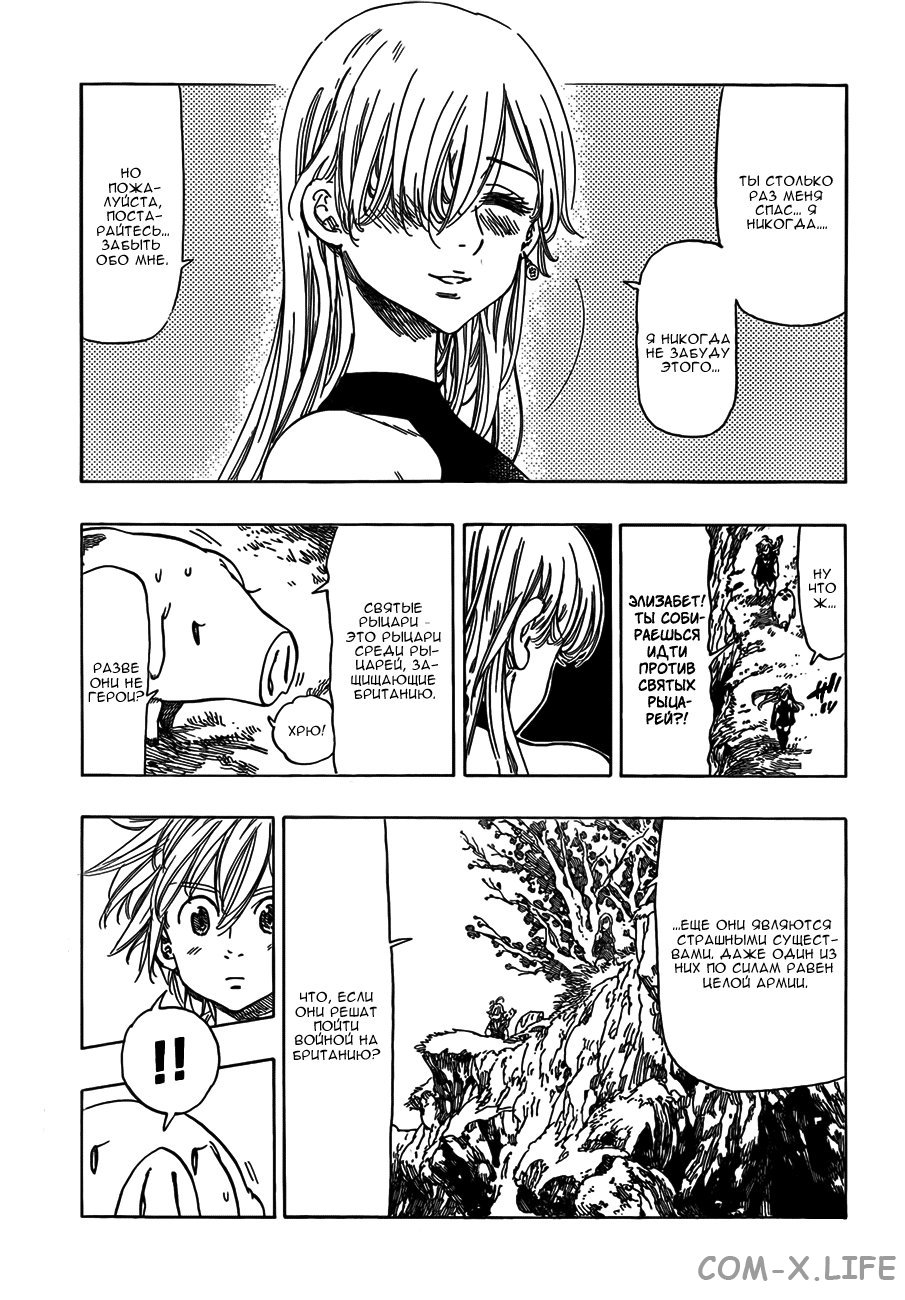 ТЫ СТОЛЬКО
РАЗ МЕНЯ
СПАС... Я
НИКОГДА....
Я НИКОГДА
НЕ ЗАБУДУ
ЭТОГО...
НО
ПОЖА-
ЛУЙСТА,
ПОСТА-
РАЙТЕСЬ...
ЗАБЫТЬ
ОБО МНЕ.
НУ
ЧТО
Ж...
ЭЛИЗАБЕТ!
ТЫ СОБИ-
РАЕШЬСЯ
ИДТИ
ПРОТИВ
СВЯТЫХ
РЫЦА-
РЕЙ?!
СВЯТЫЕ
РЫЦАРИ -
ЭТО РЫЦАРИ
СРЕДИ РЫ-
ЦАРЕЙ, ЗА-
ЩИЩАЮЩИЕ
БРИТАНИЮ.
РАЗВЕ
ОНИ НЕ
ГЕРОИ?
ХРЮ!
...ЕЩЕ ОНИ ЯВЛЯЮТСЯ
СТРАШНЫМИ СУЩЕСТ-
ВАМИ. ДАЖЕ ОДИН ИЗ
НИХ ПО СИЛАМ РАВЕН
ЦЕЛОЙ АРМИИ.
ЧТО, ЕСЛИ
ОНИ РЕШАТ
ПОЙТИ
ВОЙНОЙ НА
БРИТАНИЮ?
!!
COM-X.LIFE